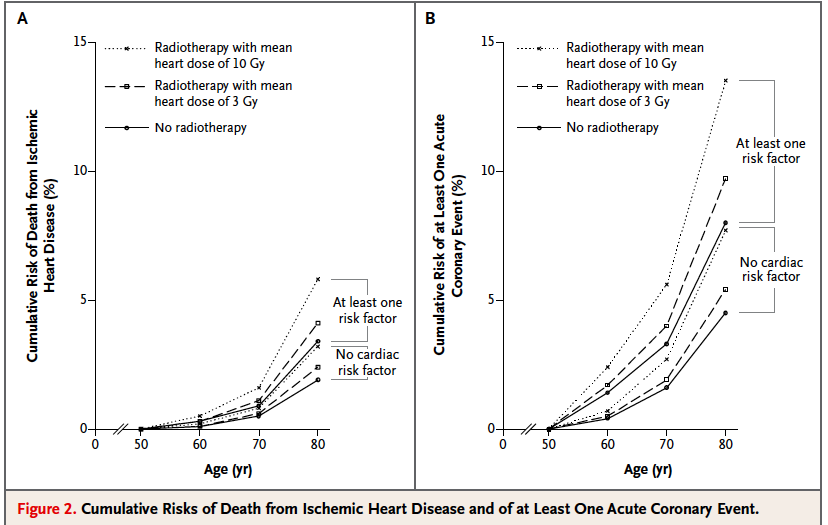 A
Cumulative Risk of Death from Ischemic
Heart Disease (%)
15
10
5
0
0
50
60
70
80
Age (yr)
Radiotherapy with mean
heart dose of 10 Gy
Radiotherapy with mean
heart dose of 3 Gy
No radiotherapy
At least one
risk factor
No cardiac
risk factor
B
Cumulative Risk of at Least One Acute
Coronary Event (%)
15
10
5
0
0
50
60
70
80
Age (yr)
Radiotherapy with mean
heart dose of 10 Gy
Radiotherapy with mean
heart dose of 3 Gy
No radiotherapy
At least one
risk factor
No cardiac
risk factor
Figure 2. Cumulative Risks of Death from Ischemic Heart Disease and of at Least One Acute Coronary Event.